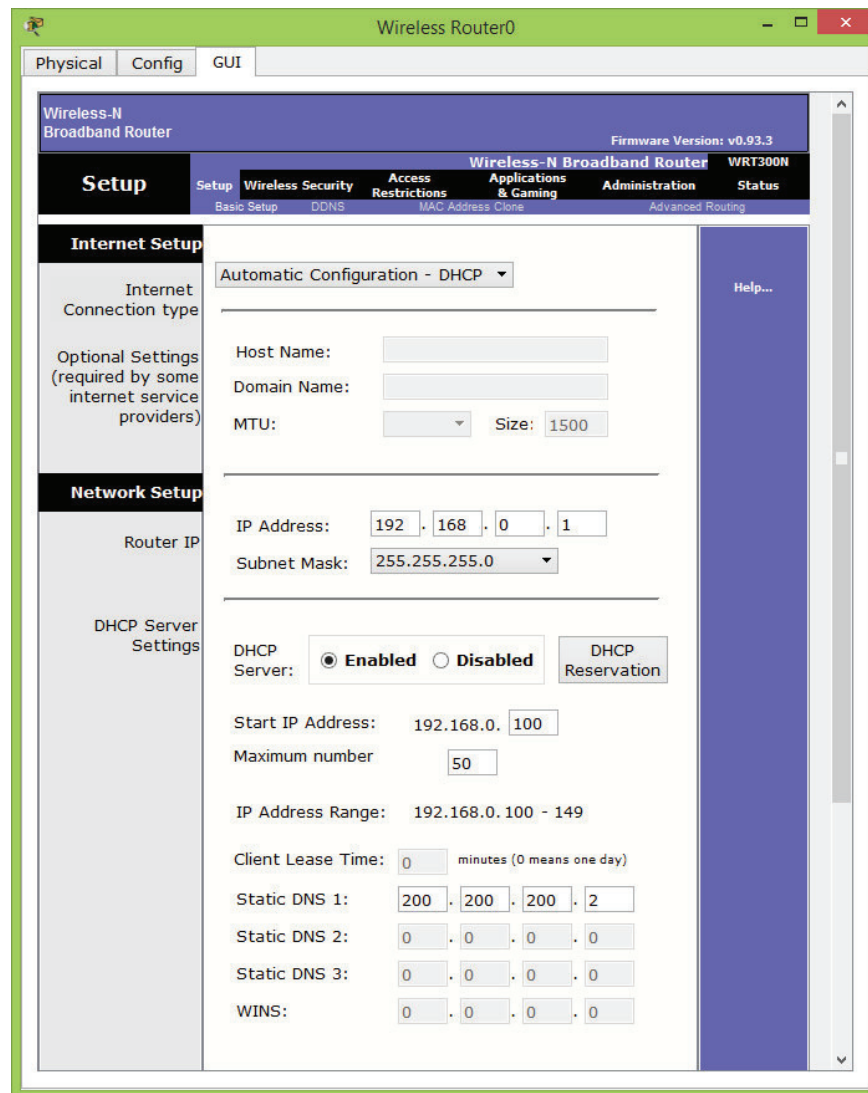 Wireless Router0
Physical Config GUI
Wireless-N
Broadband Router
Firmware Version: v0.93.3
Wireless-N Broadband Router WRT300N
Setup
Setup Wireless Security Access Restrictions Applications & Gaming Administration Status
Basic Setup DDNS MAC Address Clone Advanced Routing
Internet Setup
Internet Connection type
Automatic Configuration - DHCP
Help...
Optional Settings
(required by some
internet service
providers)
Host Name:
Domain Name:
MTU: Size: 1500
Network Setup
Router IP
IP Address: 192 . 168 . 0 . 1
Subnet Mask: 255.255.255.0
DHCP Server
Settings
DHCP Server: Enabled Disabled DHCP Reservation
Start IP Address: 192.168.0. 100
Maximum number 50
IP Address Range: 192.168.0.100 - 149
Client Lease Time: 0 minutes (0 means one day)
Static DNS 1: 200 . 200 . 200 . 2
Static DNS 2: 0 . 0 . 0 . 0
Static DNS 3: 0 . 0 . 0 . 0
WINS: 0 . 0 . 0 . 0